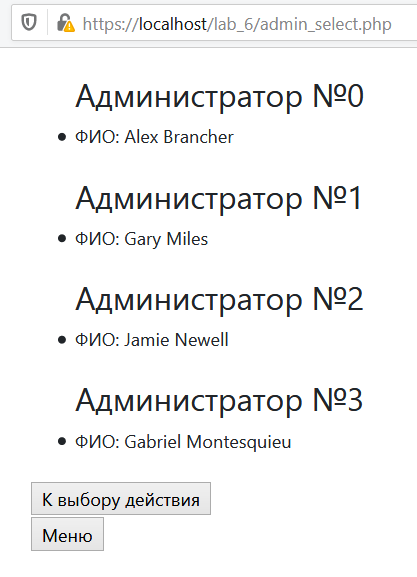 https://localhost/lab_6/admin_select.php
Администратор №0
• ФИО: Alex Brancher
Администратор №1
• ФИО: Gary Miles
Администратор №2
• ФИО: Jamie Newell
Администратор №3
• ФИО: Gabriel Montesquieu
К выбору действия
Меню